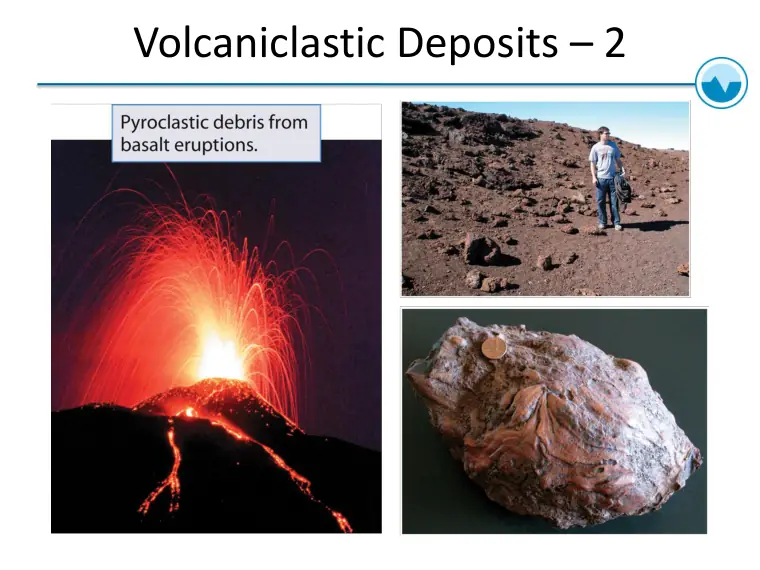 Volcaniclastic Deposits – 2
Pyroclastic debris from
basalt eruptions.